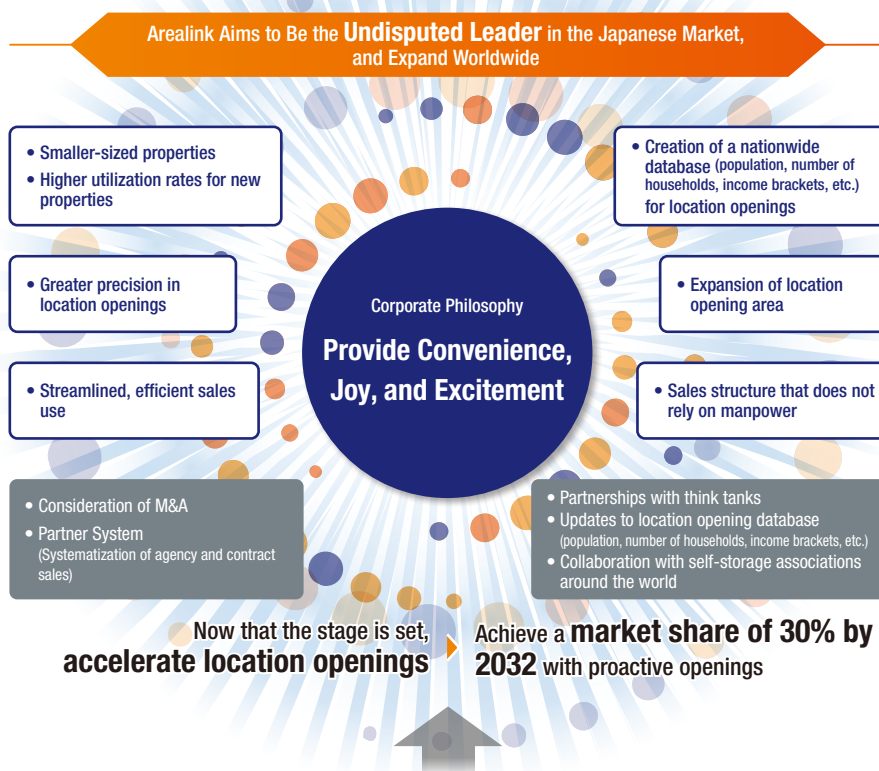 Arealink Aims to Be the Undisputed Leader in the Japanese Market,
and Expand Worldwide
• Smaller-sized properties
• Higher utilization rates for new
properties
• Greater precision in
location openings
• Streamlined, efficient sales
use
• Consideration of M&A
• Partner System
(Systematization of agency and contract
sales)
Corporate Philosophy
Provide Convenience,
Joy, and Excitement
• Creation of a nationwide
database (population, number of
households, income brackets, etc.)
for location openings
• Expansion of location
opening area
• Sales structure that does not
rely on manpower
• Partnerships with think tanks
• Updates to location opening database
(population, number of households, income brackets, etc.)
• Collaboration with self-storage associations
around the world
Now that the stage is set,
accelerate location openings
Achieve a market share of 30% by
2032 with proactive openings